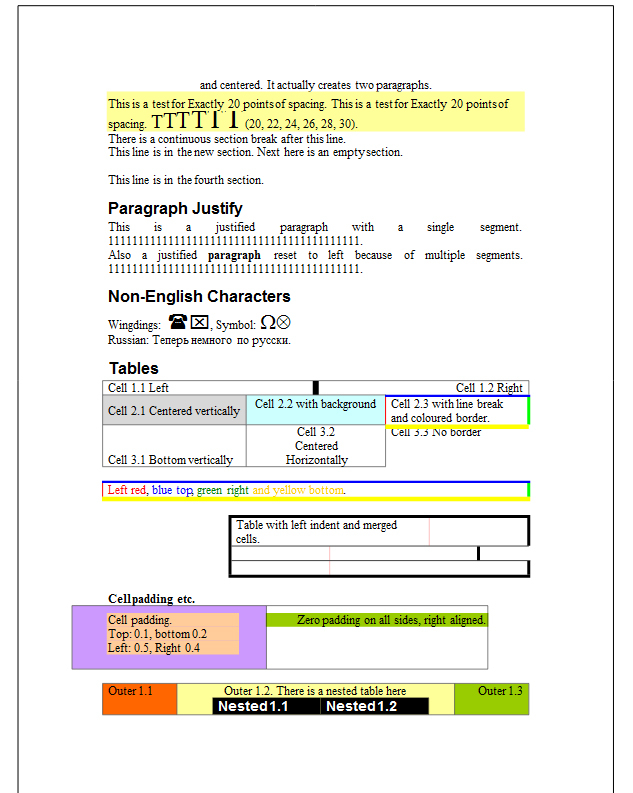 and centered. It actually creates two paragraphs.
This is a test for Exactly 20 points of spacing. This is a test for Exactly 20 points of
spacing. TTTTTT (20, 22, 24, 26, 28, 30).
There is a continuous section break after this line.
This line is in the new section. Next here is an empty section.
This line is in the fourth section.
Paragraph Justify
This is a justified paragraph with a single segment.
111111111111111111111111111111111111111111.
Also a justified paragraph reset to left because of multiple segments.
111111111111111111111111111111111111111111.
Non-English Characters
Wingdings: 🕿⌧, Symbol: Ω⊗
Russian: Теперь немного по русски.
Tables
Cell 1.1 Left Cell 1.2 Right
Cell 2.1 Centered vertically
Cell 2.2 with background
Cell 2.3 with line break
and coloured border.
Cell 3.1 Bottom vertically
Cell 3.2
Centered
Horizontally
Cell 3.3 No border
Left red, blue top, green right and yellow bottom.
Table with left indent and merged
cells.
Cellpadding etc.
Cell padding.
Top: 0.1, bottom 0.2
Left: 0.5, Right 0.4
Zero padding on all sides, right aligned.
Outer 1.1 Outer 1.2. There is a nested table here Outer 1.3
Nested 1.1 Nested 1.2